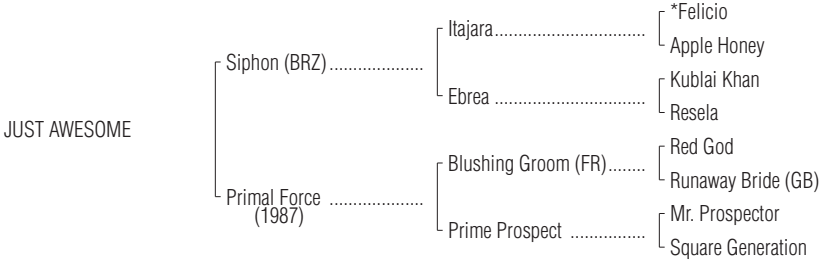 *Felicio
Itajara..............................
Apple Honey
Siphon (BRZ)...................
Kublai Khan
Ebrea ..............................
Resela
JUST AWESOME
Red God
Blushing Groom (FR)........
Runaway Bride (GB)
Primal Force ...................
(1987)
Mr. Prospector
Prime Prospect ...............
Square Generation